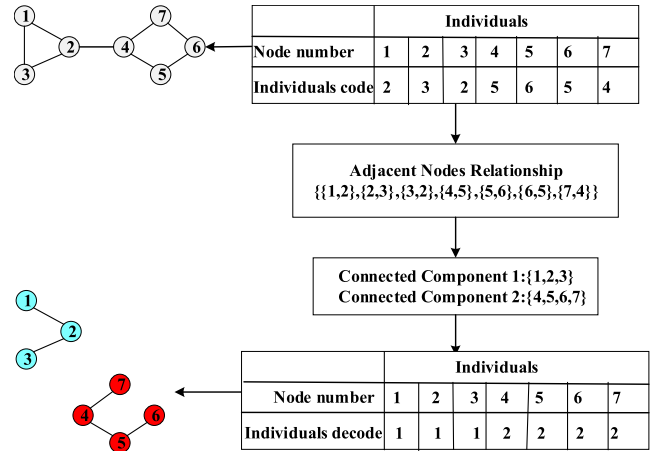 1 7 Individuals
2 4 6 Node number 1 2 3 4 5 6 7
3 5 Individuals code 2 3 2 5 6 5 4
Adjacent Nodes Relationship
{{1,2},{2,3},{3,2},{4,5},{5,6},{6,5},{7,4}}
Connected Component 1:{1,2,3}
Connected Component 2:{4,5,6,7}
1
2
3
7
4 6
5
Individuals
Node number 1 2 3 4 5 6 7
Individuals decode 1 1 1 2 2 2 2